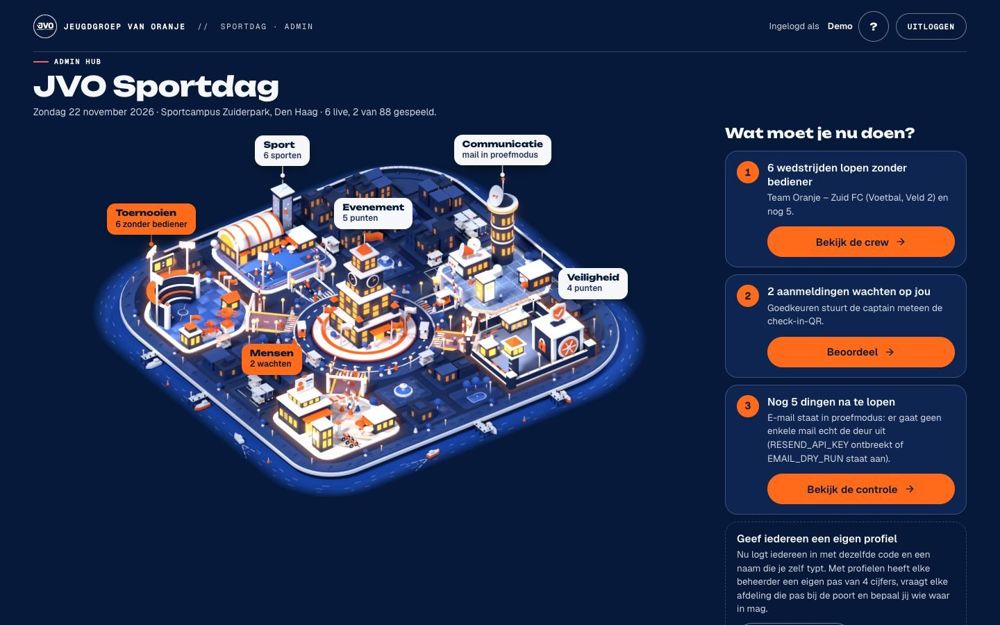 JVO JEUGDGROEP VAN ORANJE // SPORTDAG · ADMIN
Ingelogd als Demo ? UITLOGGEN
ADMIN HUB
JVO Sportdag
Zondag 22 november 2026 · Sportcampus Zuiderpark, Den Haag · 6 live, 2 van 88 gespeeld.
Sport
6 sporten
Communicatie
mail in proefmodus
Toernooien
6 zonder bediener
Evenement
5 punten
Veiligheid
4 punten
Mensen
2 wachten
Wat moet je nu doen?
1
6 wedstrijden lopen zonder
bediener
Team Oranje – Zuid FC (Voetbal, Veld 2) en
nog 5.
Bekijk de crew →
2
2 aanmeldingen wachten op jou
Goedkeuren stuurt de captain meteen de
check-in-QR.
Beoordeel →
3
Nog 5 dingen na te lopen
E-mail staat in proefmodus: er gaat geen
enkele mail echt de deur uit
(RESEND_API_KEY ontbreekt of
EMAIL_DRY_RUN staat aan).
Bekijk de controle →
Geef iedereen een eigen profiel
Nu logt iedereen in met dezelfde code en een
naam die je zelf typt. Met profielen heeft elke
beheerder een eigen pas van 4 cijfers, vraagt elke
afdeling die pas bij de poort en bepaal jij wie waar
in mag.